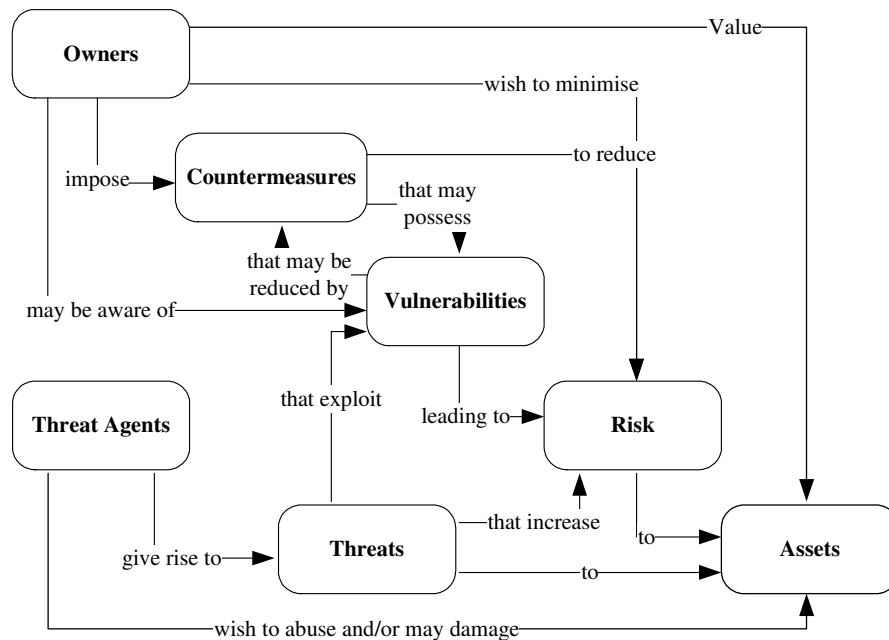 Value
Owners
wish to minimise
to reduce
Countermeasures
impose
that may
possess
that may be
reduced by
Vulnerabilities
may be aware of
that exploit
Threat Agents
leading to
Risk
that increase
to
Threats
Assets
give rise to
to
wish to abuse and/or may damage